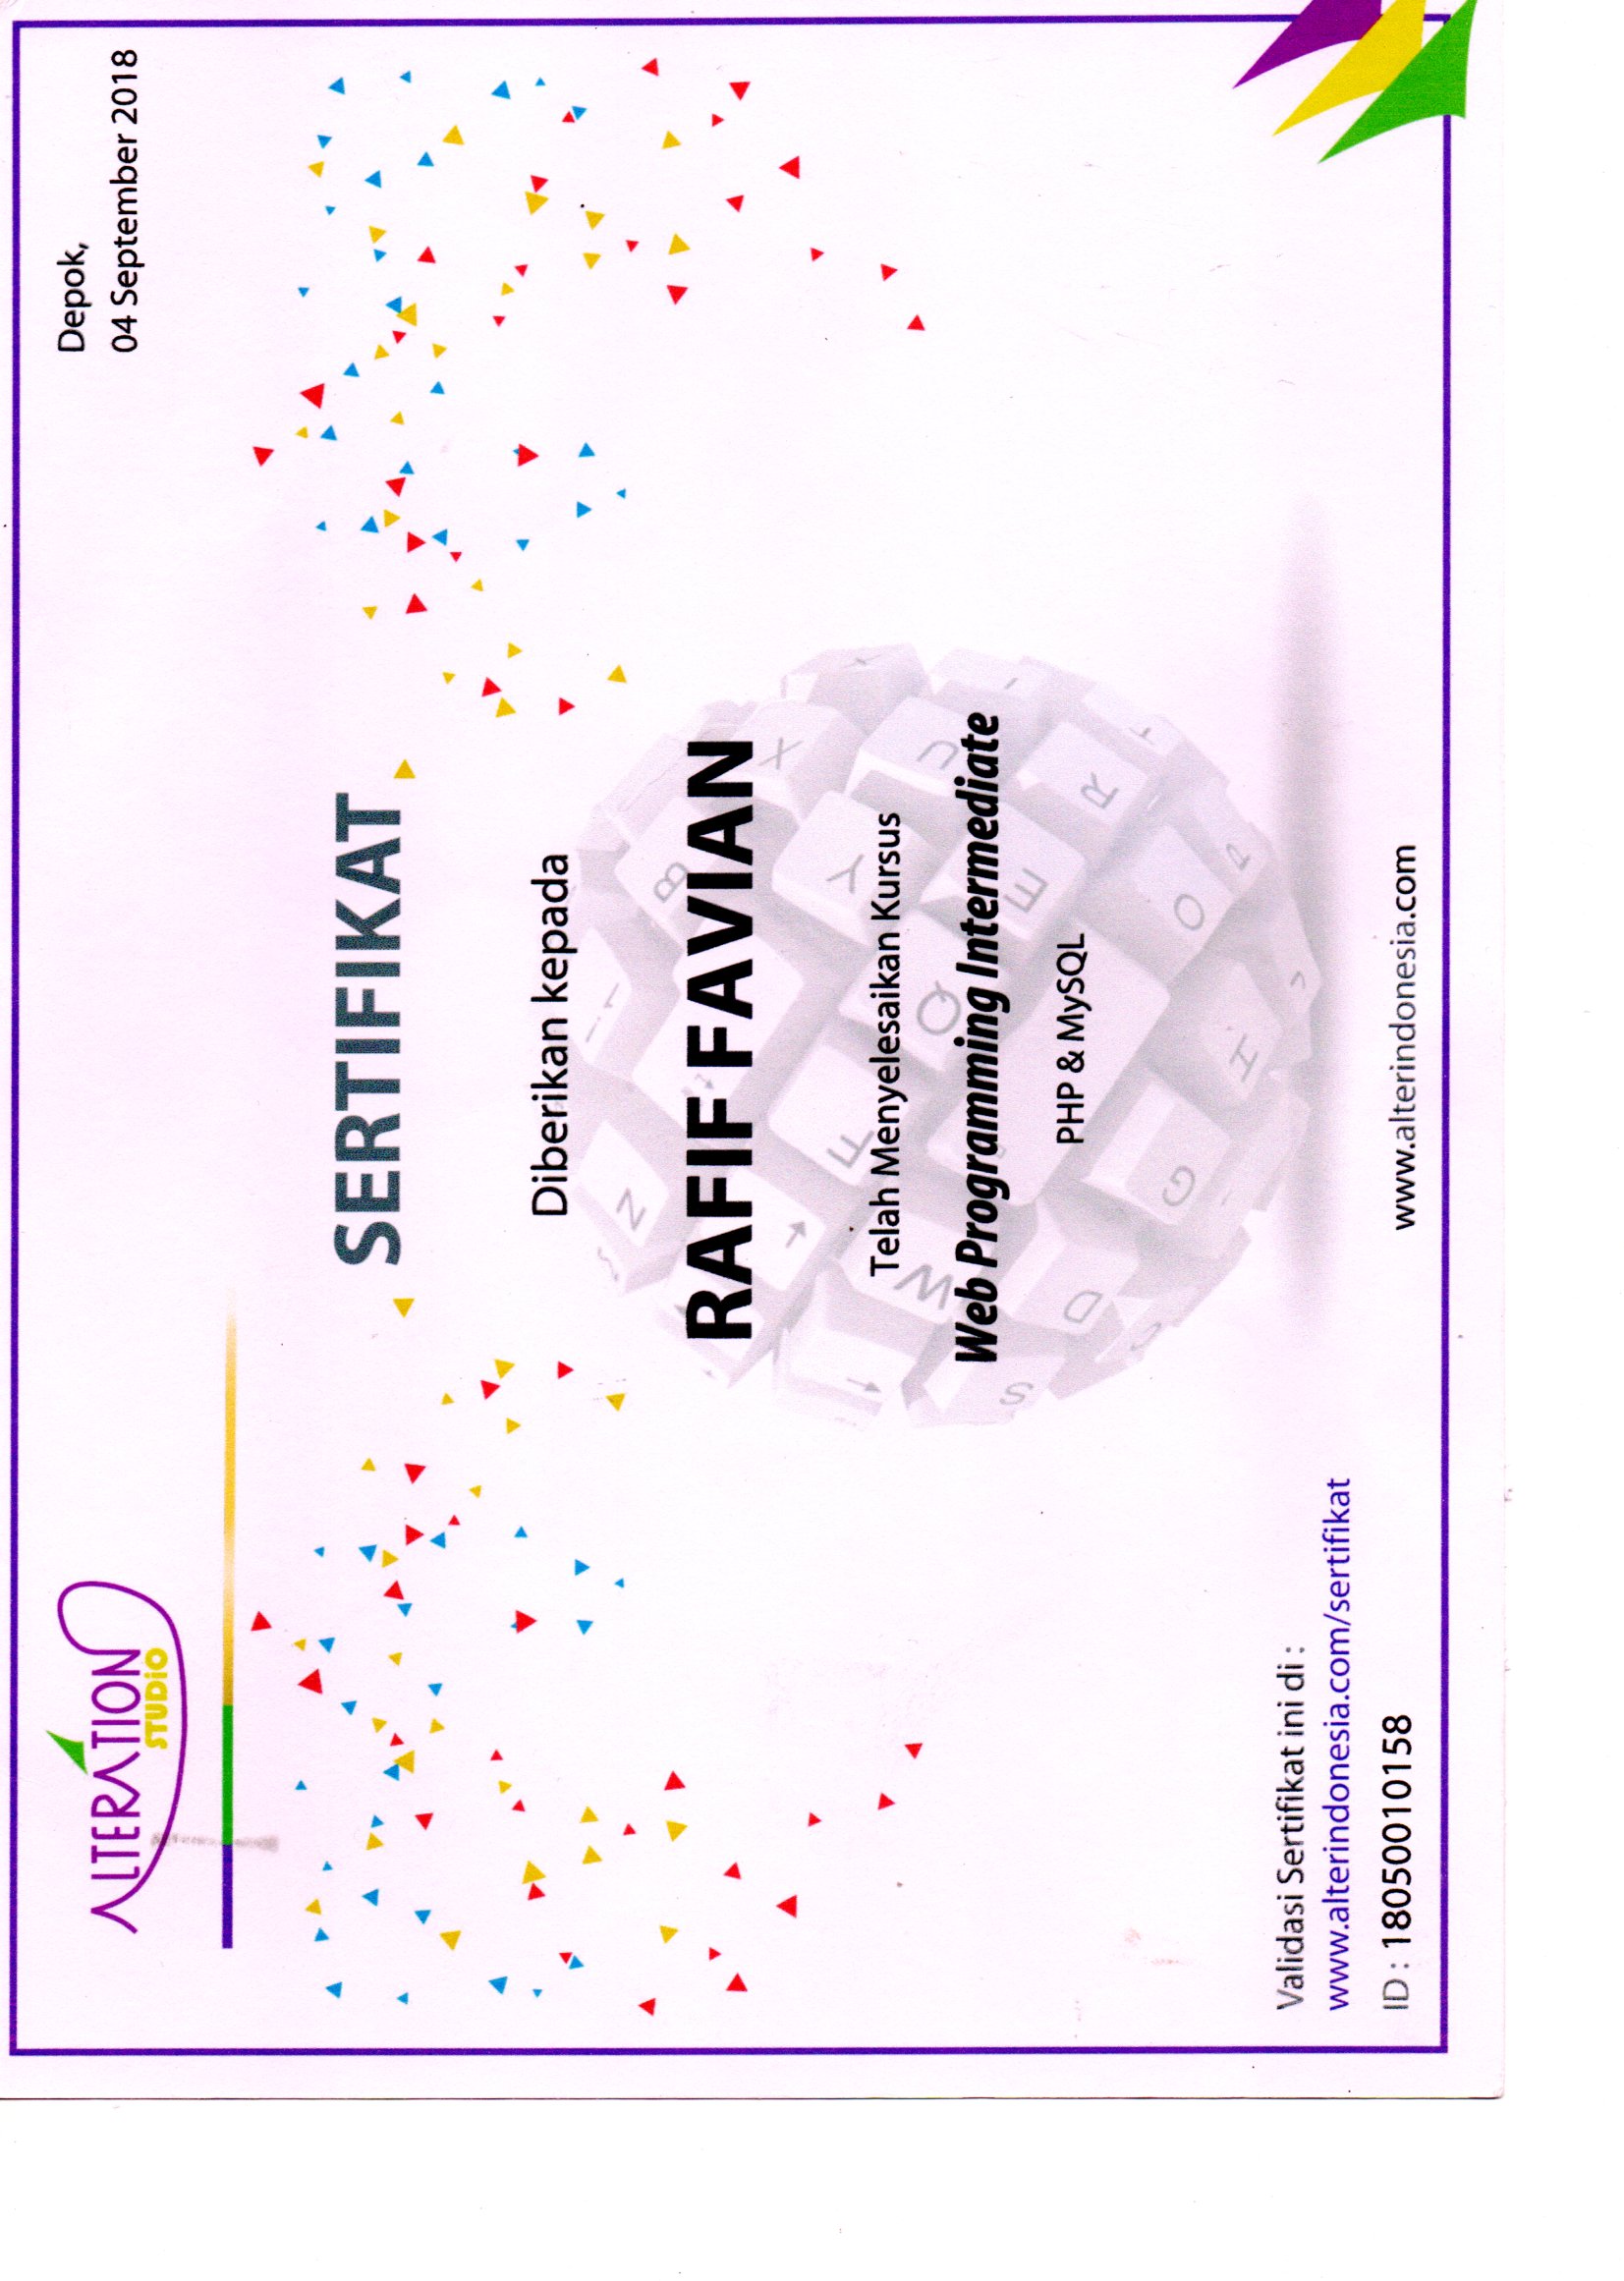 ALTERATION
STUDIO
Depok,
04 September 2018
SERTIFIKAT
Diberikan kepada
RAFIF FAVIAN
Telah Menyelesaikan Kursus
Web Programming Intermediate
PHP & MySQL
Validasi Sertifikat ini di :
www.alterindonesia.com/sertifikat
ID : 18050010158
www.alterindonesia.com